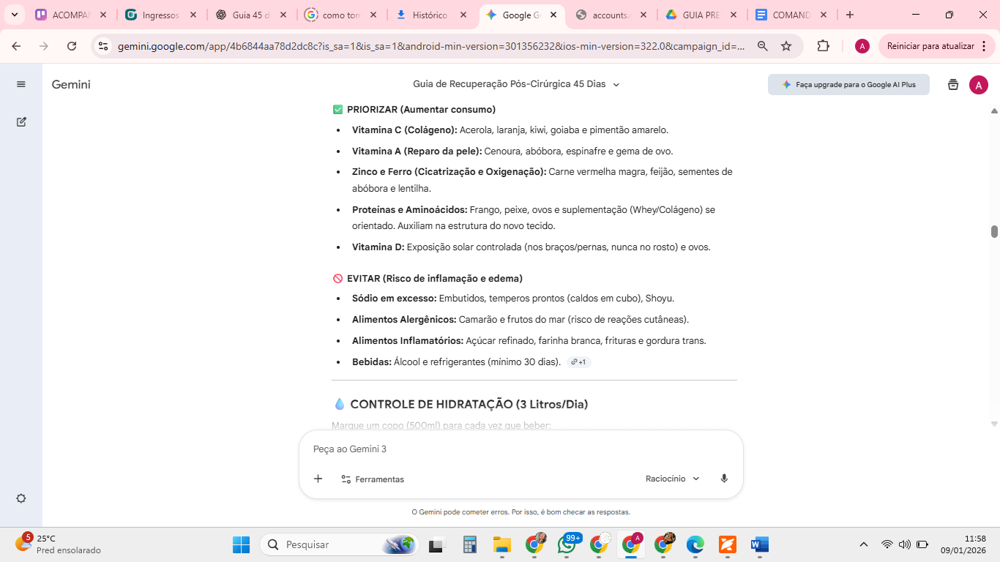 ACOMPAN
Ingressos
Guia 45 d
como ton
Histórico
Google G
accounts.
GUIA PRE
COMAND
gemini.google.com/app/4b6844aa78d2dc8c?is_sa=1&is_sa=1&android-min-version=301356232&ios-min-version=322.0&campaign_id=...
A
Reiniciar para atualizar
Gemini
Guia de Recuperação Pós-Cirúrgica 45 Dias
Faça upgrade para o Google AI Plus
A
✅ PRIORIZAR (Aumentar consumo)
• Vitamina C (Colágeno): Acerola, laranja, kiwi, goiaba e pimentão amarelo.
• Vitamina A (Reparo da pele): Cenoura, abóbora, espinafre e gema de ovo.
• Zinco e Ferro (Cicatrização e Oxigenação): Carne vermelha magra, feijão, sementes de
abóbora e lentilha.
• Proteínas e Aminoácidos: Frango, peixe, ovos e suplementação (Whey/Colágeno) se
orientado. Auxiliam na estrutura do novo tecido.
• Vitamina D: Exposição solar controlada (nos braços/pernas, nunca no rosto) e ovos.
🚫 EVITAR (Risco de inflamação e edema)
• Sódio em excesso: Embutidos, temperos prontos (caldos em cubo), Shoyu.
• Alimentos Alergênicos: Camarão e frutos do mar (risco de reações cutâneas).
• Alimentos Inflamatórios: Açúcar refinado, farinha branca, frituras e gordura trans.
• Bebidas: Álcool e refrigerantes (mínimo 30 dias). +1
💧 CONTROLE DE HIDRATAÇÃO (3 Litros/Dia)
Marque um copo (500ml) para cada vez que beber:
Peça ao Gemini 3
Ferramentas
Raciocínio
O Gemini pode cometer erros. Por isso, é bom checar as respostas.
5
25°C
Pred ensolarado
Pesquisar
99+
A
11:58
09/01/2026